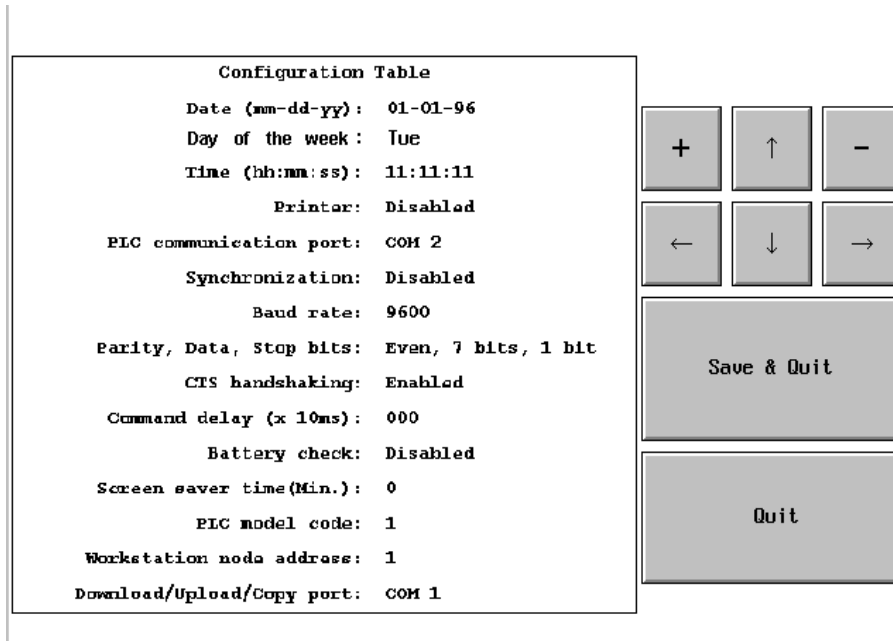 Configuration Table
Date (mm-dd-yy): 01-01-96
Day of the week: Tue
Time (hh:mm:ss): 11:11:11
Printer: Disabled
PLC communication port: COM 2
Synchronization: Disabled
Baud rate: 9600
Parity, Data, Stop bits: Even, 7 bits, 1 bit
CTS handshaking: Enabled
Command delay (x 10ms): 000
Battery check: Disabled
Screen saver time(Min.): 0
PLC model code: 1
Workstation node address: 1
Download/Upload/Copy port: COM 1
+ ↑ -
← ↓ →
Save & Quit
Quit